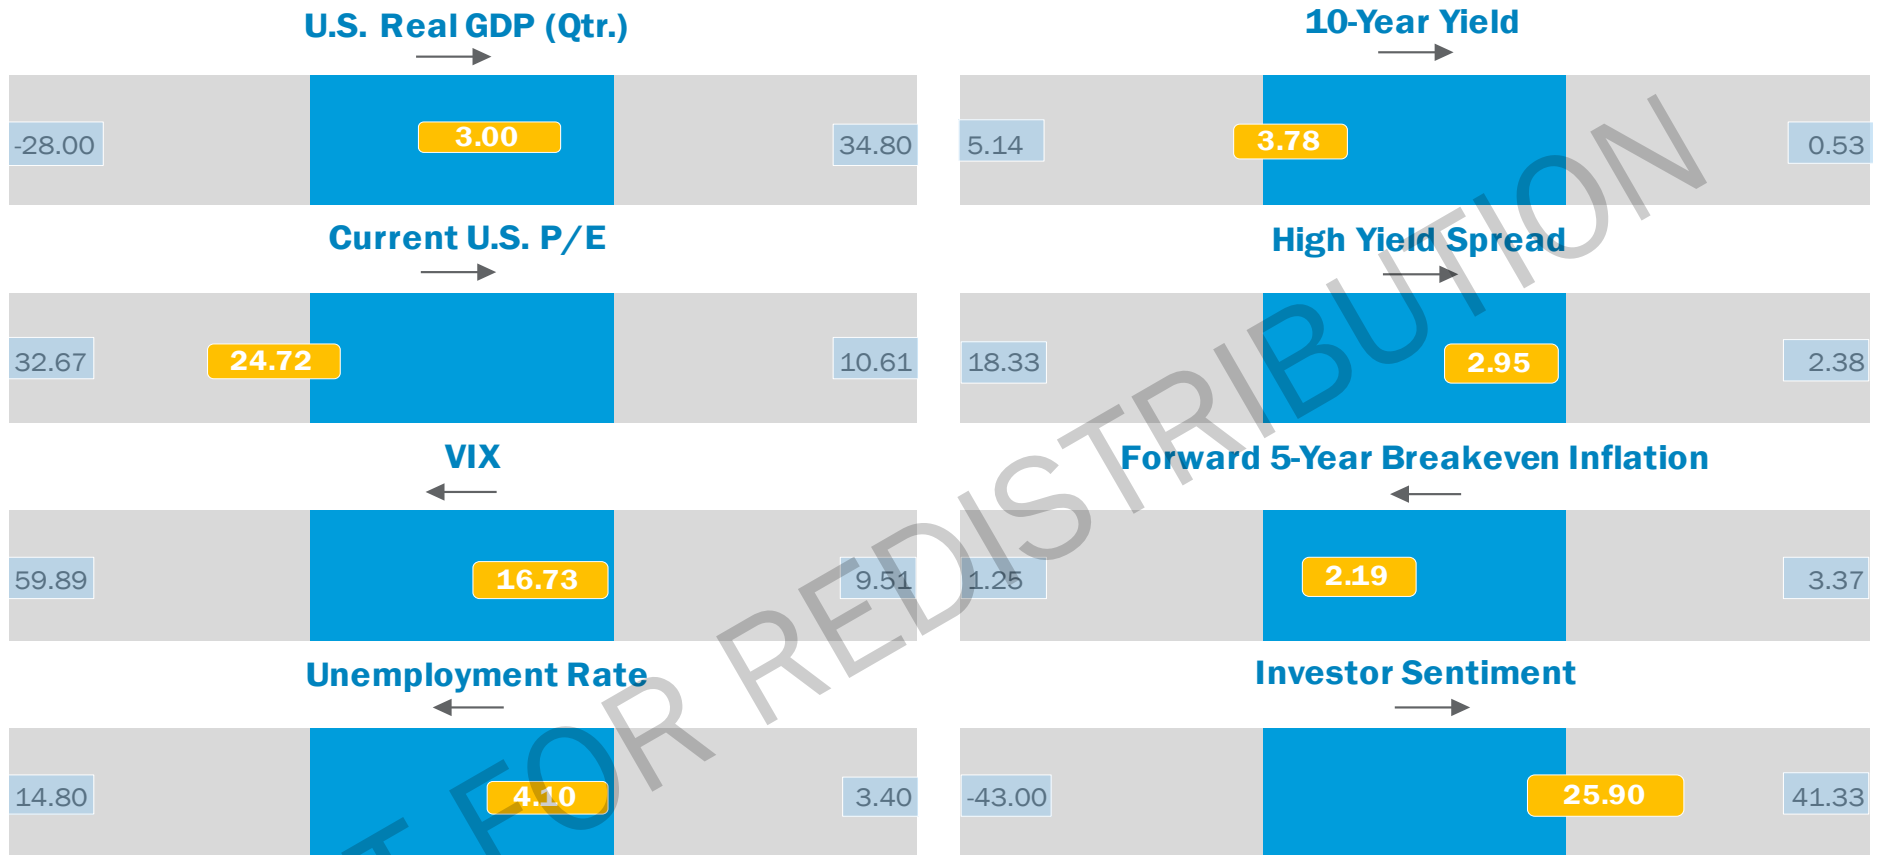 U.S. Real GDP (Qtr.)
-28.00
3.00
34.80
10-Year Yield
5.14
3.78
0.53
Current U.S. P/E
32.67
24.72
10.61
High Yield Spread
18.33
2.95
2.38
VIX
59.89
16.73
9.51
Forward 5-Year Breakeven Inflation
1.25
2.19
3.37
Unemployment Rate
14.80
4.10
3.40
Investor Sentiment
-43.00
25.90
41.33
T FOR REDISTRIBUTION